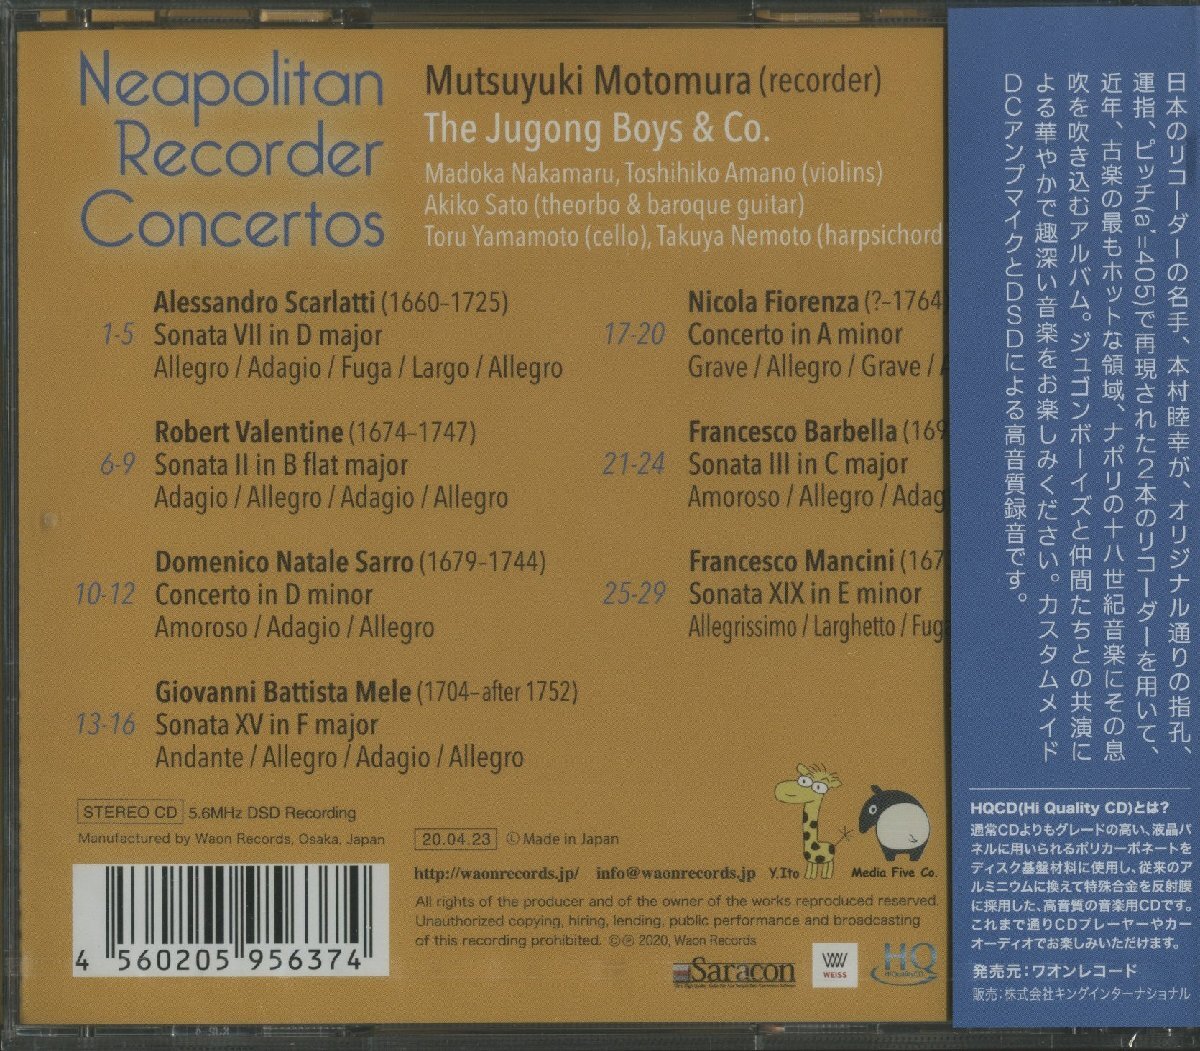 Neapolitan
Recorder
Concertos
Mutsuyuki Motomura (recorder)
The Jugong Boys & Co.
Madoka Nakamaru, Toshihiko Amano (violins)
Akiko Sato (theorbo & baroque guitar)
Toru Yamamoto (cello), Takuya Nemoto (harpsichord
Alessandro Scarlatti (1660–1725)
1-5 Sonata VII in D major
Allegro / Adagio / Fuga / Largo / Allegro
Robert Valentine (1674–1747)
6-9 Sonata II in B flat major
Adagio / Allegro / Adagio / Allegro
Domenico Natale Sarro (1679–1744)
10-12 Concerto in D minor
Amoroso / Adagio / Allegro
Giovanni Battista Mele (1704–after 1752)
13-16 Sonata XV in F major
Andante / Allegro / Adagio / Allegro
Nicola Fiorenza (?–1764
17-20 Concerto in A minor
Grave / Allegro / Grave /
Francesco Barbella (169
21-24 Sonata III in C major
Amoroso / Allegro / Adag
Francesco Mancini (167
25-29 Sonata XIX in E minor
Allegrissimo / Larghetto / Fug
STEREO CD 5.6MHz DSD Recording
Manufactured by Waon Records, Osaka, Japan
20.04.23 Ⓛ Made in Japan
http://waonrecords.jp/ info@waonrecords.jp Y.Ito Media Five Co.
All rights of the producer and of the owner of the works reproduced reserved.
Unauthorized copying, hiring, lending, public performance and broadcasting
of this recording prohibited. ©℗ 2020, Waon Records
4 560205 956374
Saracon
WEISS
HQ
HiQualityCD
日本のリコーダーの名手、本村睦幸が、オリジナル通りの指孔、
運指、ピッチ(a'=405)で再現された2本のリコーダーを用いて、
近年、古楽の最もホットな領域、ナポリの十八世紀音楽にその息
吹を吹き込むアルバム。ジュゴンボーイズと仲間たちとの共演に
よる華やかで趣深い音楽をお楽しみください。カスタムメイド
DCアンプマイクとDSDによる高音質録音です。
HQCD(Hi Quality CD)とは?
通常CDよりもグレードの高い、液晶パ
ネルに用いられるポリカーボネートを
ディスク基盤材料に使用し、従来のア
ルミニウムに換えて特殊合金を反射膜
に採用した、高音質の音楽用CDです。
これまで通りCDプレーヤーやカー
オーディオでお楽しみいただけます。
発売元:ワオンレコード
販売:株式会社キングインターナショナル